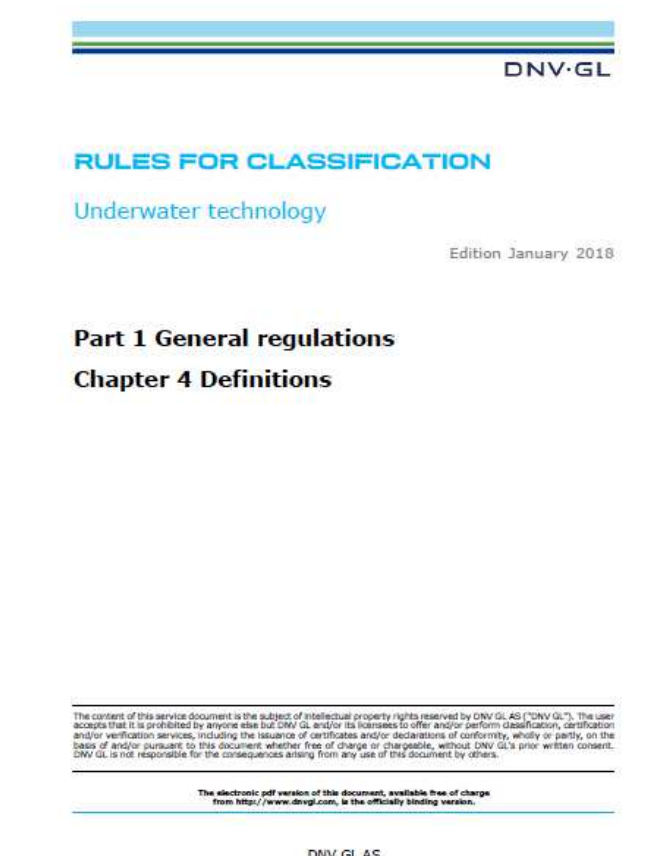 DNV·GL
RULES FOR CLASSIFICATION
Underwater technology
Edition January 2018
Part 1 General regulations
Chapter 4 Definitions
The content of this service document is the subject of intellectual property rights reserved by DNV GL AS ("DNV GL"). The user
accepts that it is prohibited by anyone else but DNV GL and/or its licensees to offer and/or perform classification, certification
and/or verification services, including the issuance of certificates and/or declarations of conformity, wholly or partly, on the
basis of and/or pursuant to this document whether free of charge or chargeable, without DNV GL's prior written consent.
DNV GL is not responsible for the consequences arising from any use of this document by others.
The electronic pdf version of this document, available free of charge
from http://www.dnvgl.com, is the officially binding version.
DNV GL AS